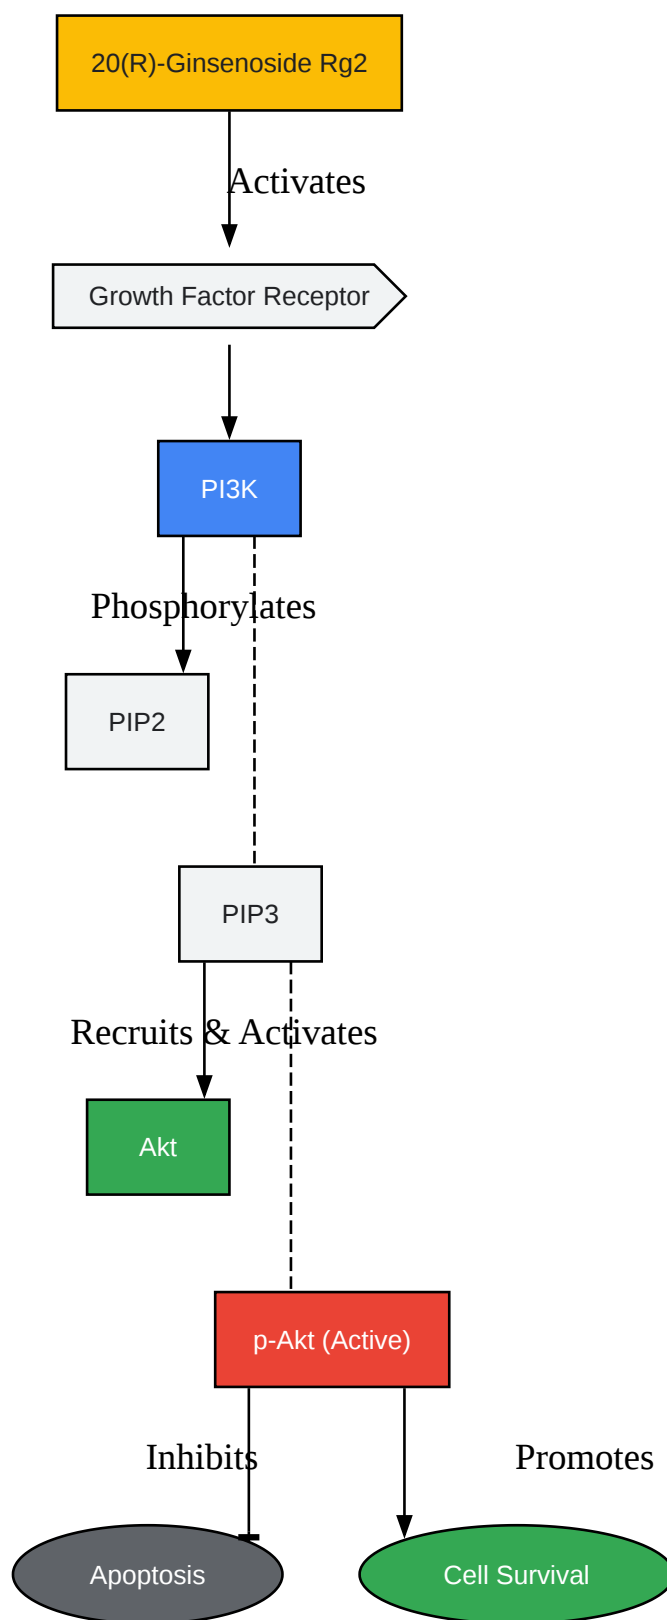 20(R)-Ginsenoside Rg2
Activates
Growth Factor Receptor
PI3K
Phosphorylates
PIP2
PIP3
Recruits & Activates
Akt
p-Akt (Active)
Inhibits
Promotes
Apoptosis
Cell Survival